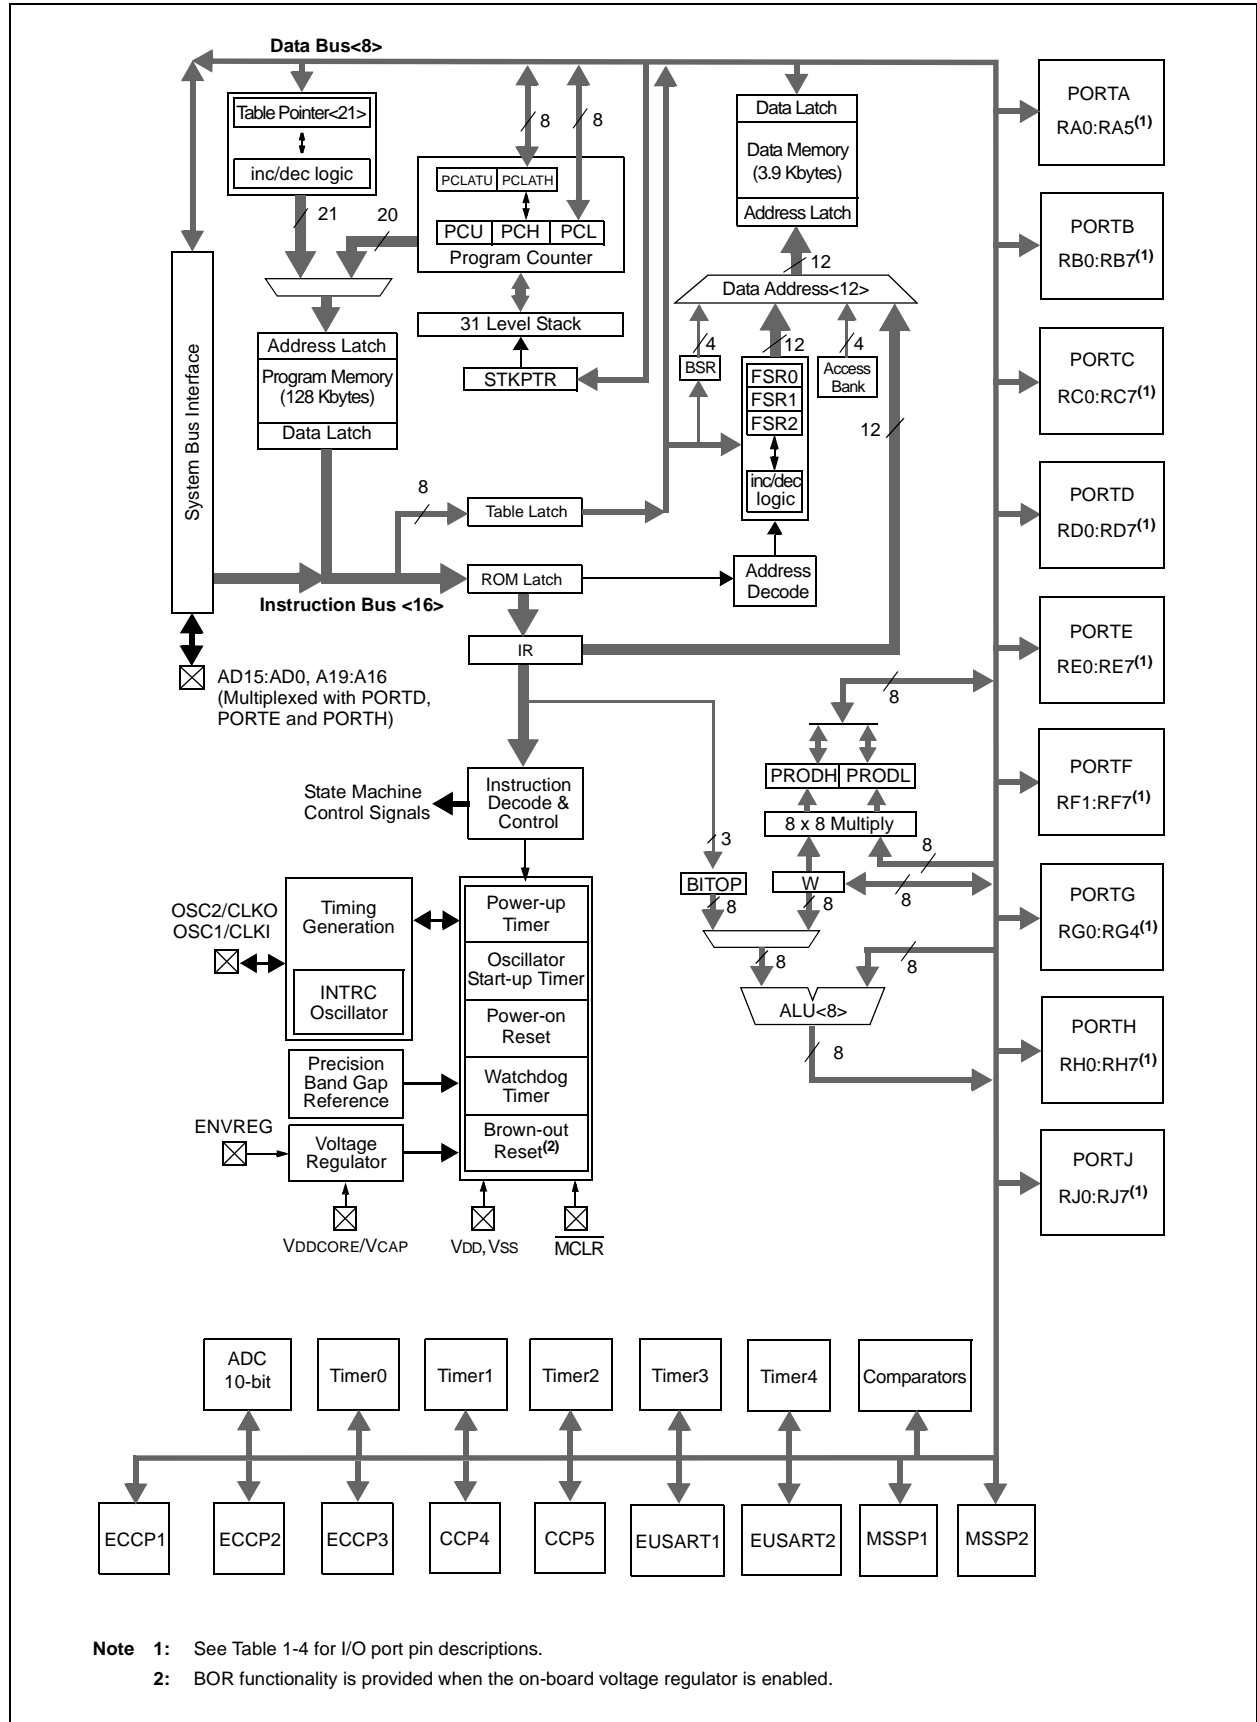 Data Bus<8>
Table Pointer<21>
inc/dec logic
21
20
8
8
PCLATU
PCLATH
PCU
PCH
PCL
Program Counter
31 Level Stack
STKPTR
Data Latch
Data Memory
(3.9 Kbytes)
Address Latch
12
Data Address<12>
4
12
4
BSR
FSR0
FSR1
FSR2
inc/dec
logic
Access
Bank
12
Address Latch
Program Memory
(128 Kbytes)
Data Latch
System Bus Interface
8
Table Latch
ROM Latch
Address
Decode
Instruction Bus <16>
IR
AD15:AD0, A19:A16
(Multiplexed with PORTD,
PORTE and PORTH)
8
PRODH
PRODL
8 x 8 Multiply
State Machine
Control Signals
Instruction
Decode &
Control
3
8
BITOP
W
8
8
8
8
8
ALU<8>
8
OSC2/CLKO
OSC1/CLKI
Timing
Generation
INTRC
Oscillator
Power-up
Timer
Oscillator
Start-up Timer
Power-on
Reset
Watchdog
Timer
Brown-out
Reset(2)
Precision
Band Gap
Reference
ENVREG
Voltage
Regulator
VDDCORE/VCAP
VDD, VSS
MCLR
PORTA
RA0:RA5(1)
PORTB
RB0:RB7(1)
PORTC
RC0:RC7(1)
PORTD
RD0:RD7(1)
PORTE
RE0:RE7(1)
PORTF
RF1:RF7(1)
PORTG
RG0:RG4(1)
PORTH
RH0:RH7(1)
PORTJ
RJ0:RJ7(1)
ADC
10-bit
Timer0
Timer1
Timer2
Timer3
Timer4
Comparators
ECCP1
ECCP2
ECCP3
CCP4
CCP5
EUSART1
EUSART2
MSSP1
MSSP2
Note 1: See Table 1-4 for I/O port pin descriptions.
2: BOR functionality is provided when the on-board voltage regulator is enabled.